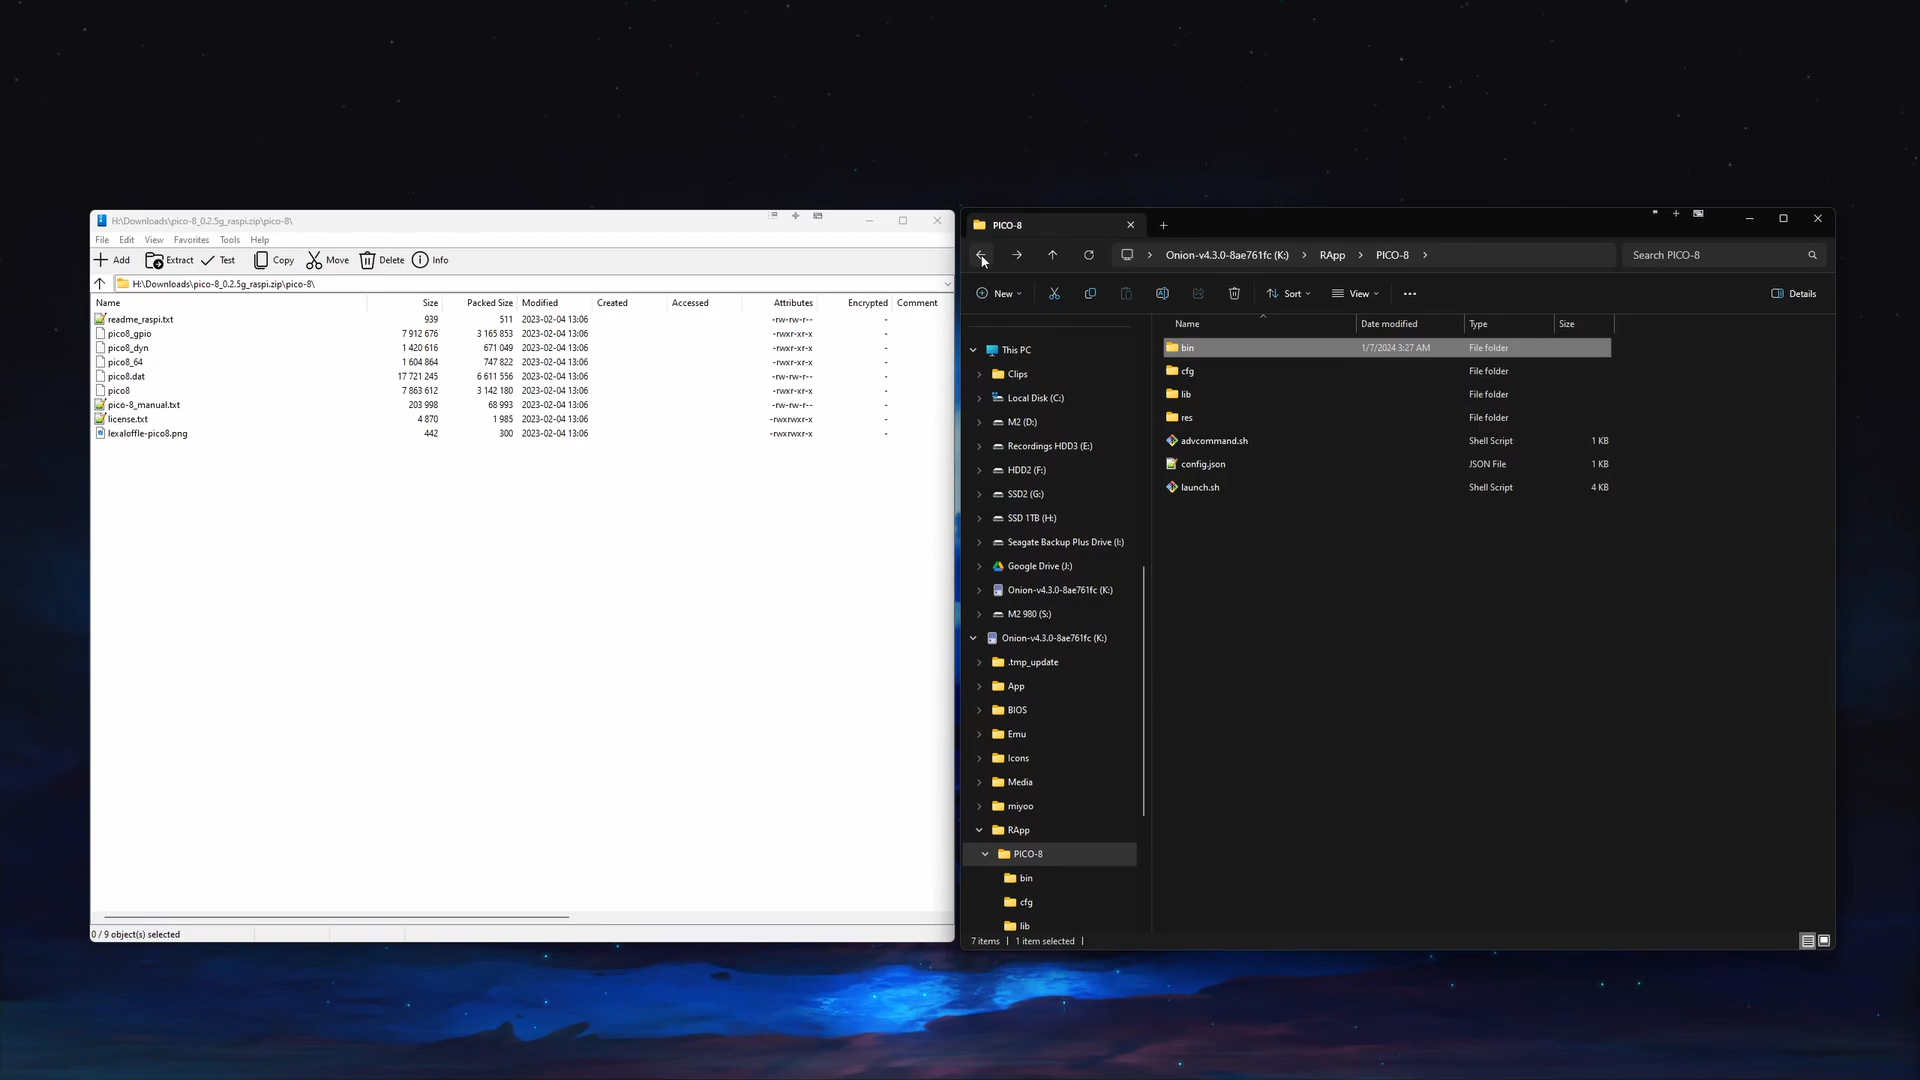 H:\Downloads\pico-8_0.2.5g_raspi.zip\pico-8\
File Edit View Favorites Tools Help
Add Extract Test Copy Move Delete Info
H:\Downloads\pico-8_0.2.5g_raspi.zip\pico-8\
Name Size Packed Size Modified Created Accessed Attributes Encrypted Comment
readme_raspi.txt 939 511 2023-02-04 13:06 -rw-rw-r-- -
pico8_gpio 7 912 676 3 165 853 2023-02-04 13:06 -rwxr-xr-x -
pico8_dyn 1 420 616 671 049 2023-02-04 13:06 -rwxr-xr-x -
pico8_64 1 604 864 747 822 2023-02-04 13:06 -rwxr-xr-x -
pico8.dat 17 721 245 6 611 556 2023-02-04 13:06 -rw-rw-r-- -
pico8 7 863 612 3 142 180 2023-02-04 13:06 -rwxr-xr-x -
pico-8_manual.txt 203 998 68 993 2023-02-04 13:06 -rw-rw-r-- -
license.txt 4 870 1 985 2023-02-04 13:06 -rwxrwxr-x -
lexaloffle-pico8.png 442 300 2023-02-04 13:06 -rwxrwxr-x -
0 / 9 object(s) selected
PICO-8
Onion-v4.3.0-8ae761fc (K:) > RApp > PICO-8 >
Search PICO-8
New Sort View ... Details
Name Date modified Type Size
bin 1/7/2024 3:27 AM File folder
cfg File folder
lib File folder
res File folder
advcommand.sh Shell Script 1 KB
config.json JSON File 1 KB
launch.sh Shell Script 4 KB
This PC
Clips
Local Disk (C:)
M2 (D:)
Recordings HDD3 (E:)
HDD2 (F:)
SSD2 (G:)
SSD 1TB (H:)
Seagate Backup Plus Drive (I:)
Google Drive (J:)
Onion-v4.3.0-8ae761fc (K:)
M2 980 (S:)
Onion-v4.3.0-8ae761fc (K:)
.tmp_update
App
BIOS
Emu
Icons
Media
miyoo
RApp
PICO-8
bin
cfg
lib
7 items | 1 item selected |